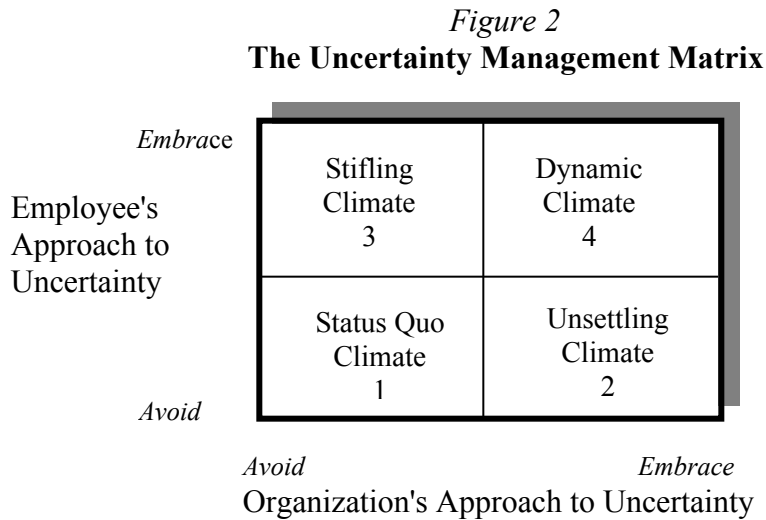 Figure 2
The Uncertainty Management Matrix
Embrace
Stifling
Climate
3
Dynamic
Climate
4
Employee's
Approach to
Uncertainty
Status Quo
Climate
1
Unsettling
Climate
2
Avoid
Avoid Embrace
Organization's Approach to Uncertainty